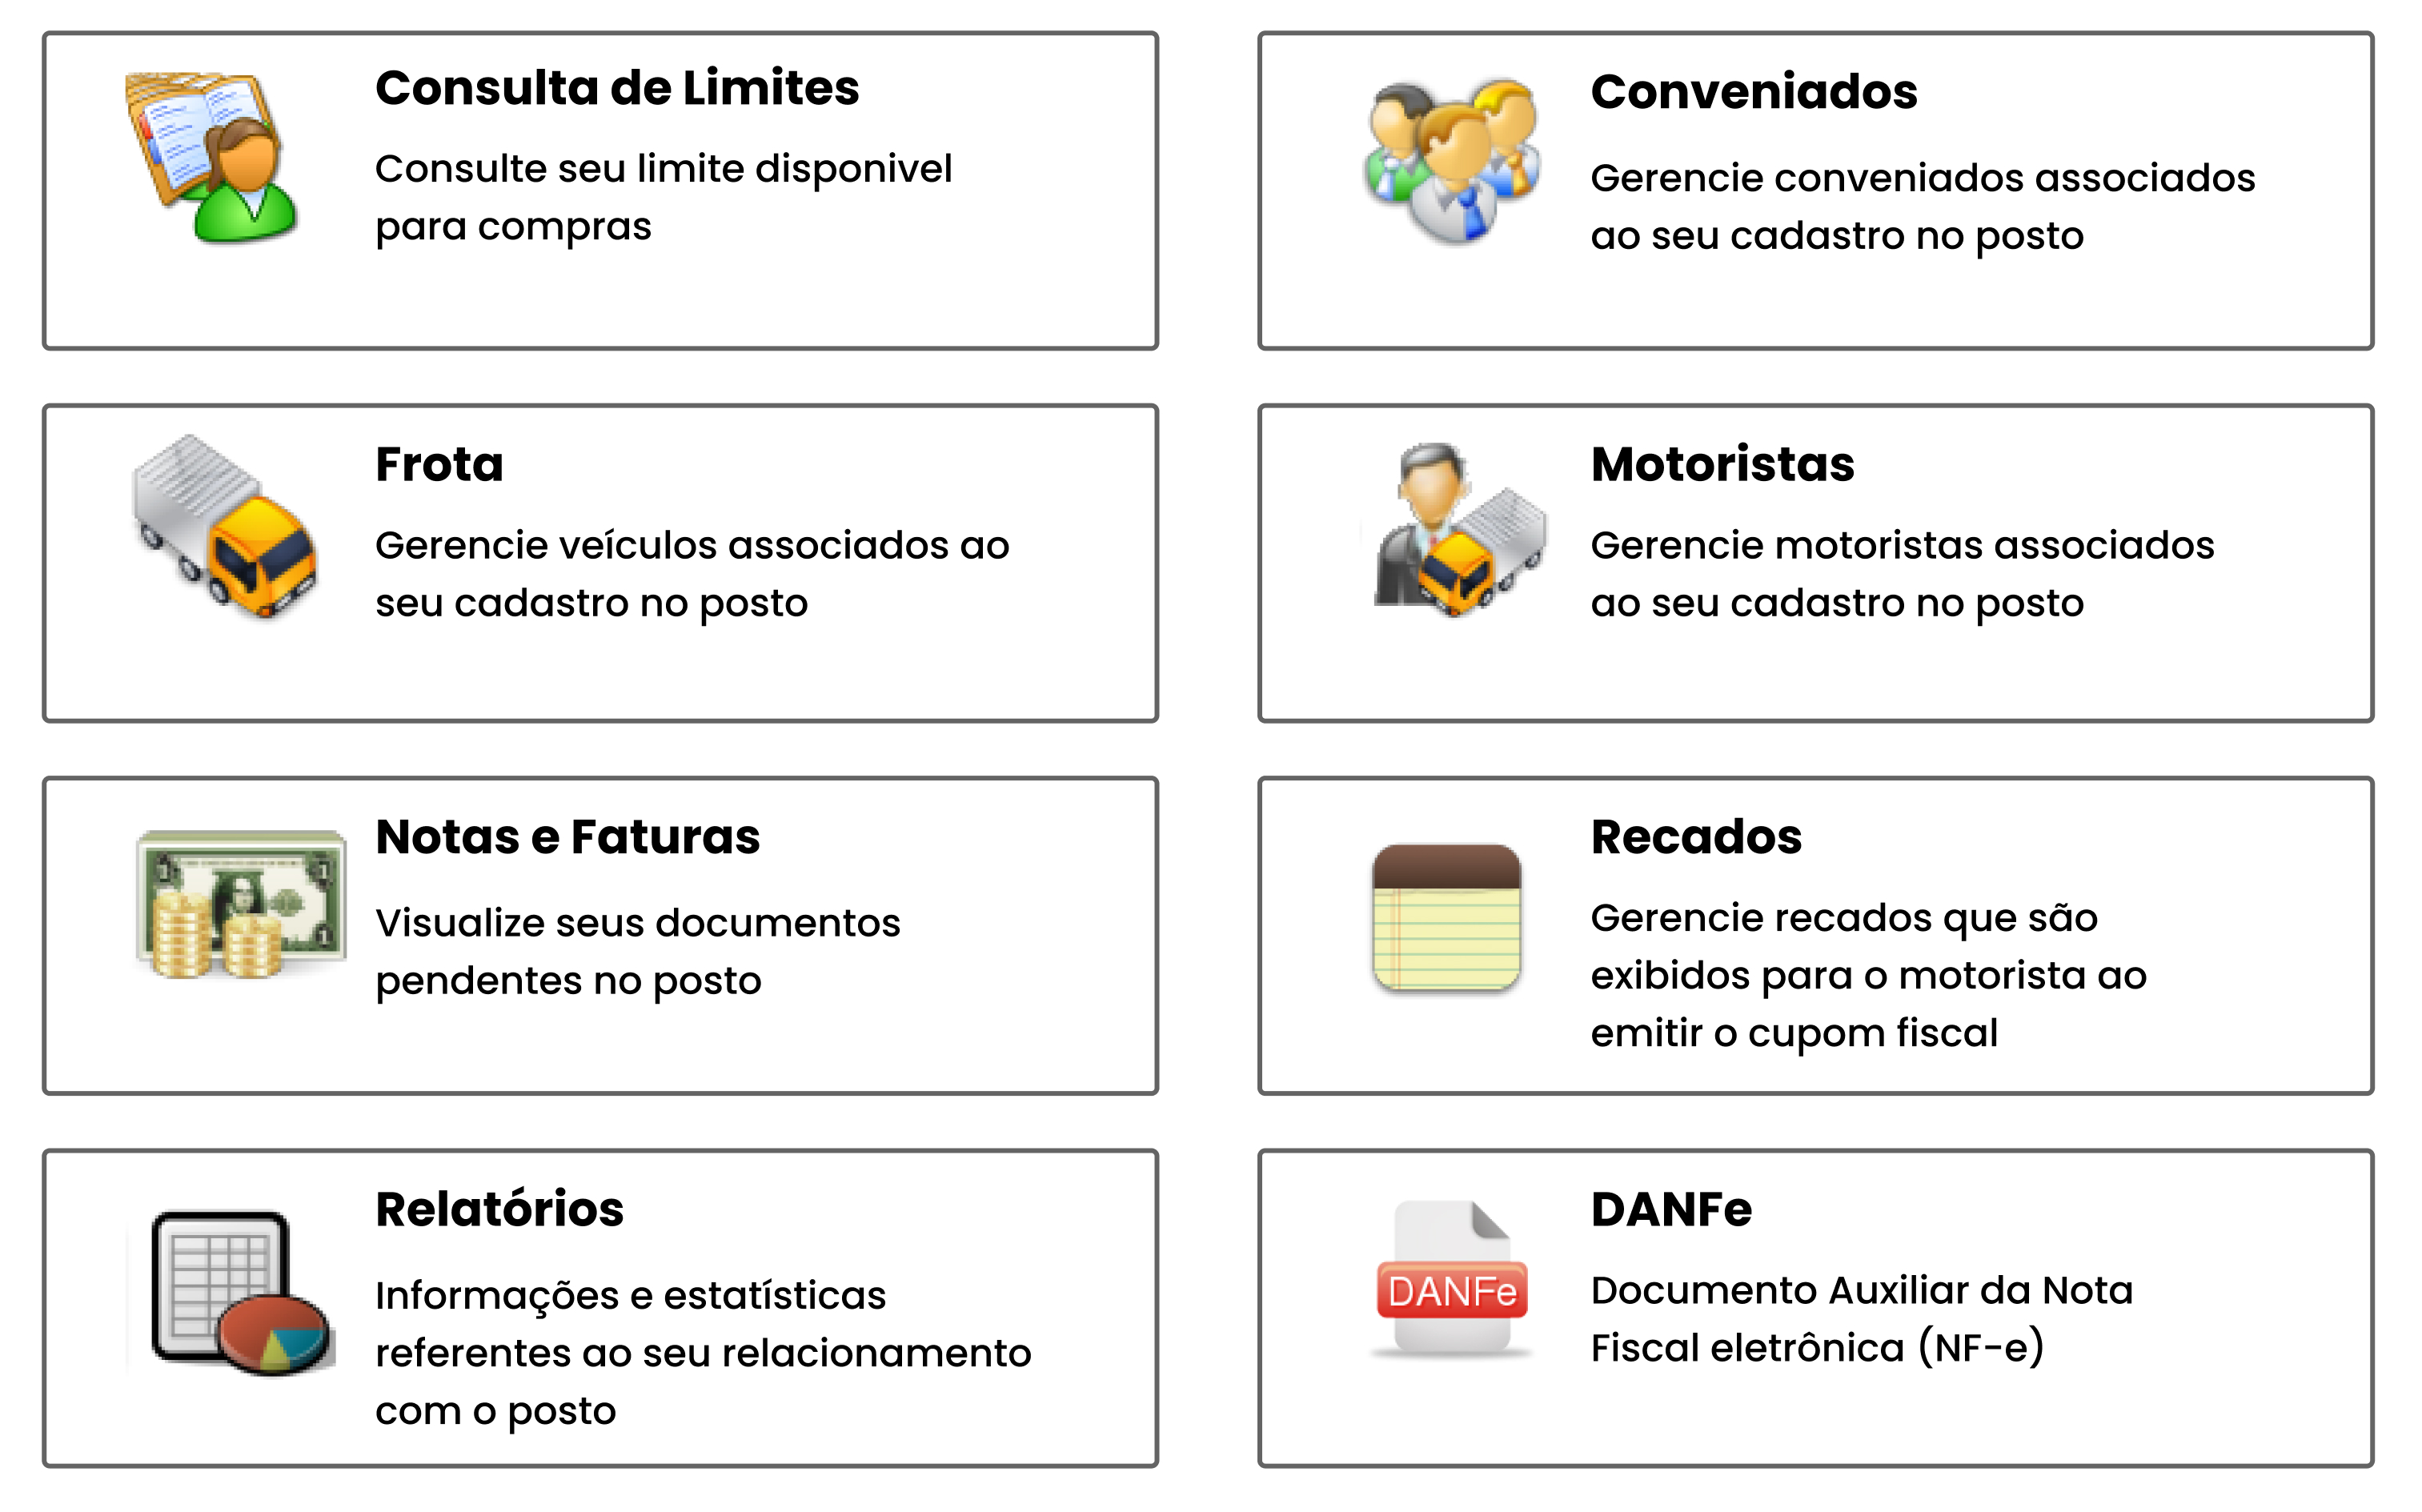 Consulta de Limites
Consulte seu limite disponivel
para compras
Conveniados
Gerencie conveniados associados
ao seu cadastro no posto
Frota
Gerencie veículos associados ao
seu cadastro no posto
Motoristas
Gerencie motoristas associados
ao seu cadastro no posto
Notas e Faturas
Visualize seus documentos
pendentes no posto
Recados
Gerencie recados que são
exibidos para o motorista ao
emitir o cupom fiscal
Relatórios
Informações e estatísticas
referentes ao seu relacionamento
com o posto
DANFe
DANFe
Documento Auxiliar da Nota
Fiscal eletrônica (NF-e)